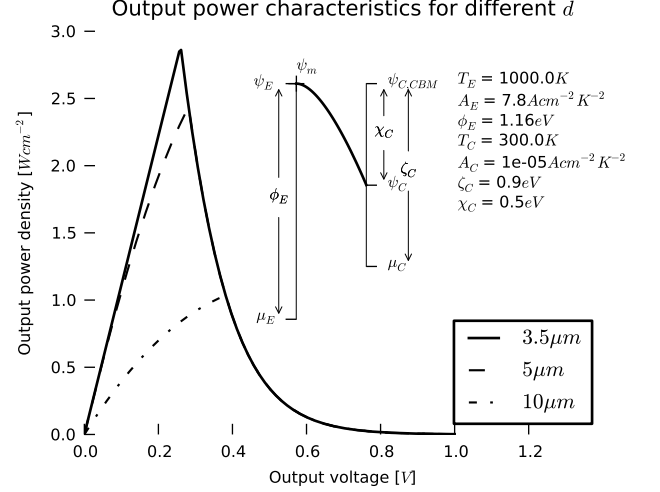 Output power characteristics for different d
Output power density [Wcm⁻²]
3.0
2.5
2.0
1.5
1.0
0.5
0.0
ψ_E
ψ_m
ϕ_E
μ_E
ψ_C,CBM
χ_C
ζ_C
ψ_C
μ_C
T_E = 1000.0K
A_E = 7.8Acm⁻²K⁻²
ϕ_E = 1.16eV
T_C = 300.0K
A_C = 1e-05Acm⁻²K⁻²
ζ_C = 0.9eV
χ_C = 0.5eV
3.5μm
5μm
10μm
0.0 0.2 0.4 0.6 0.8 1.0 1.2
Output voltage [V]